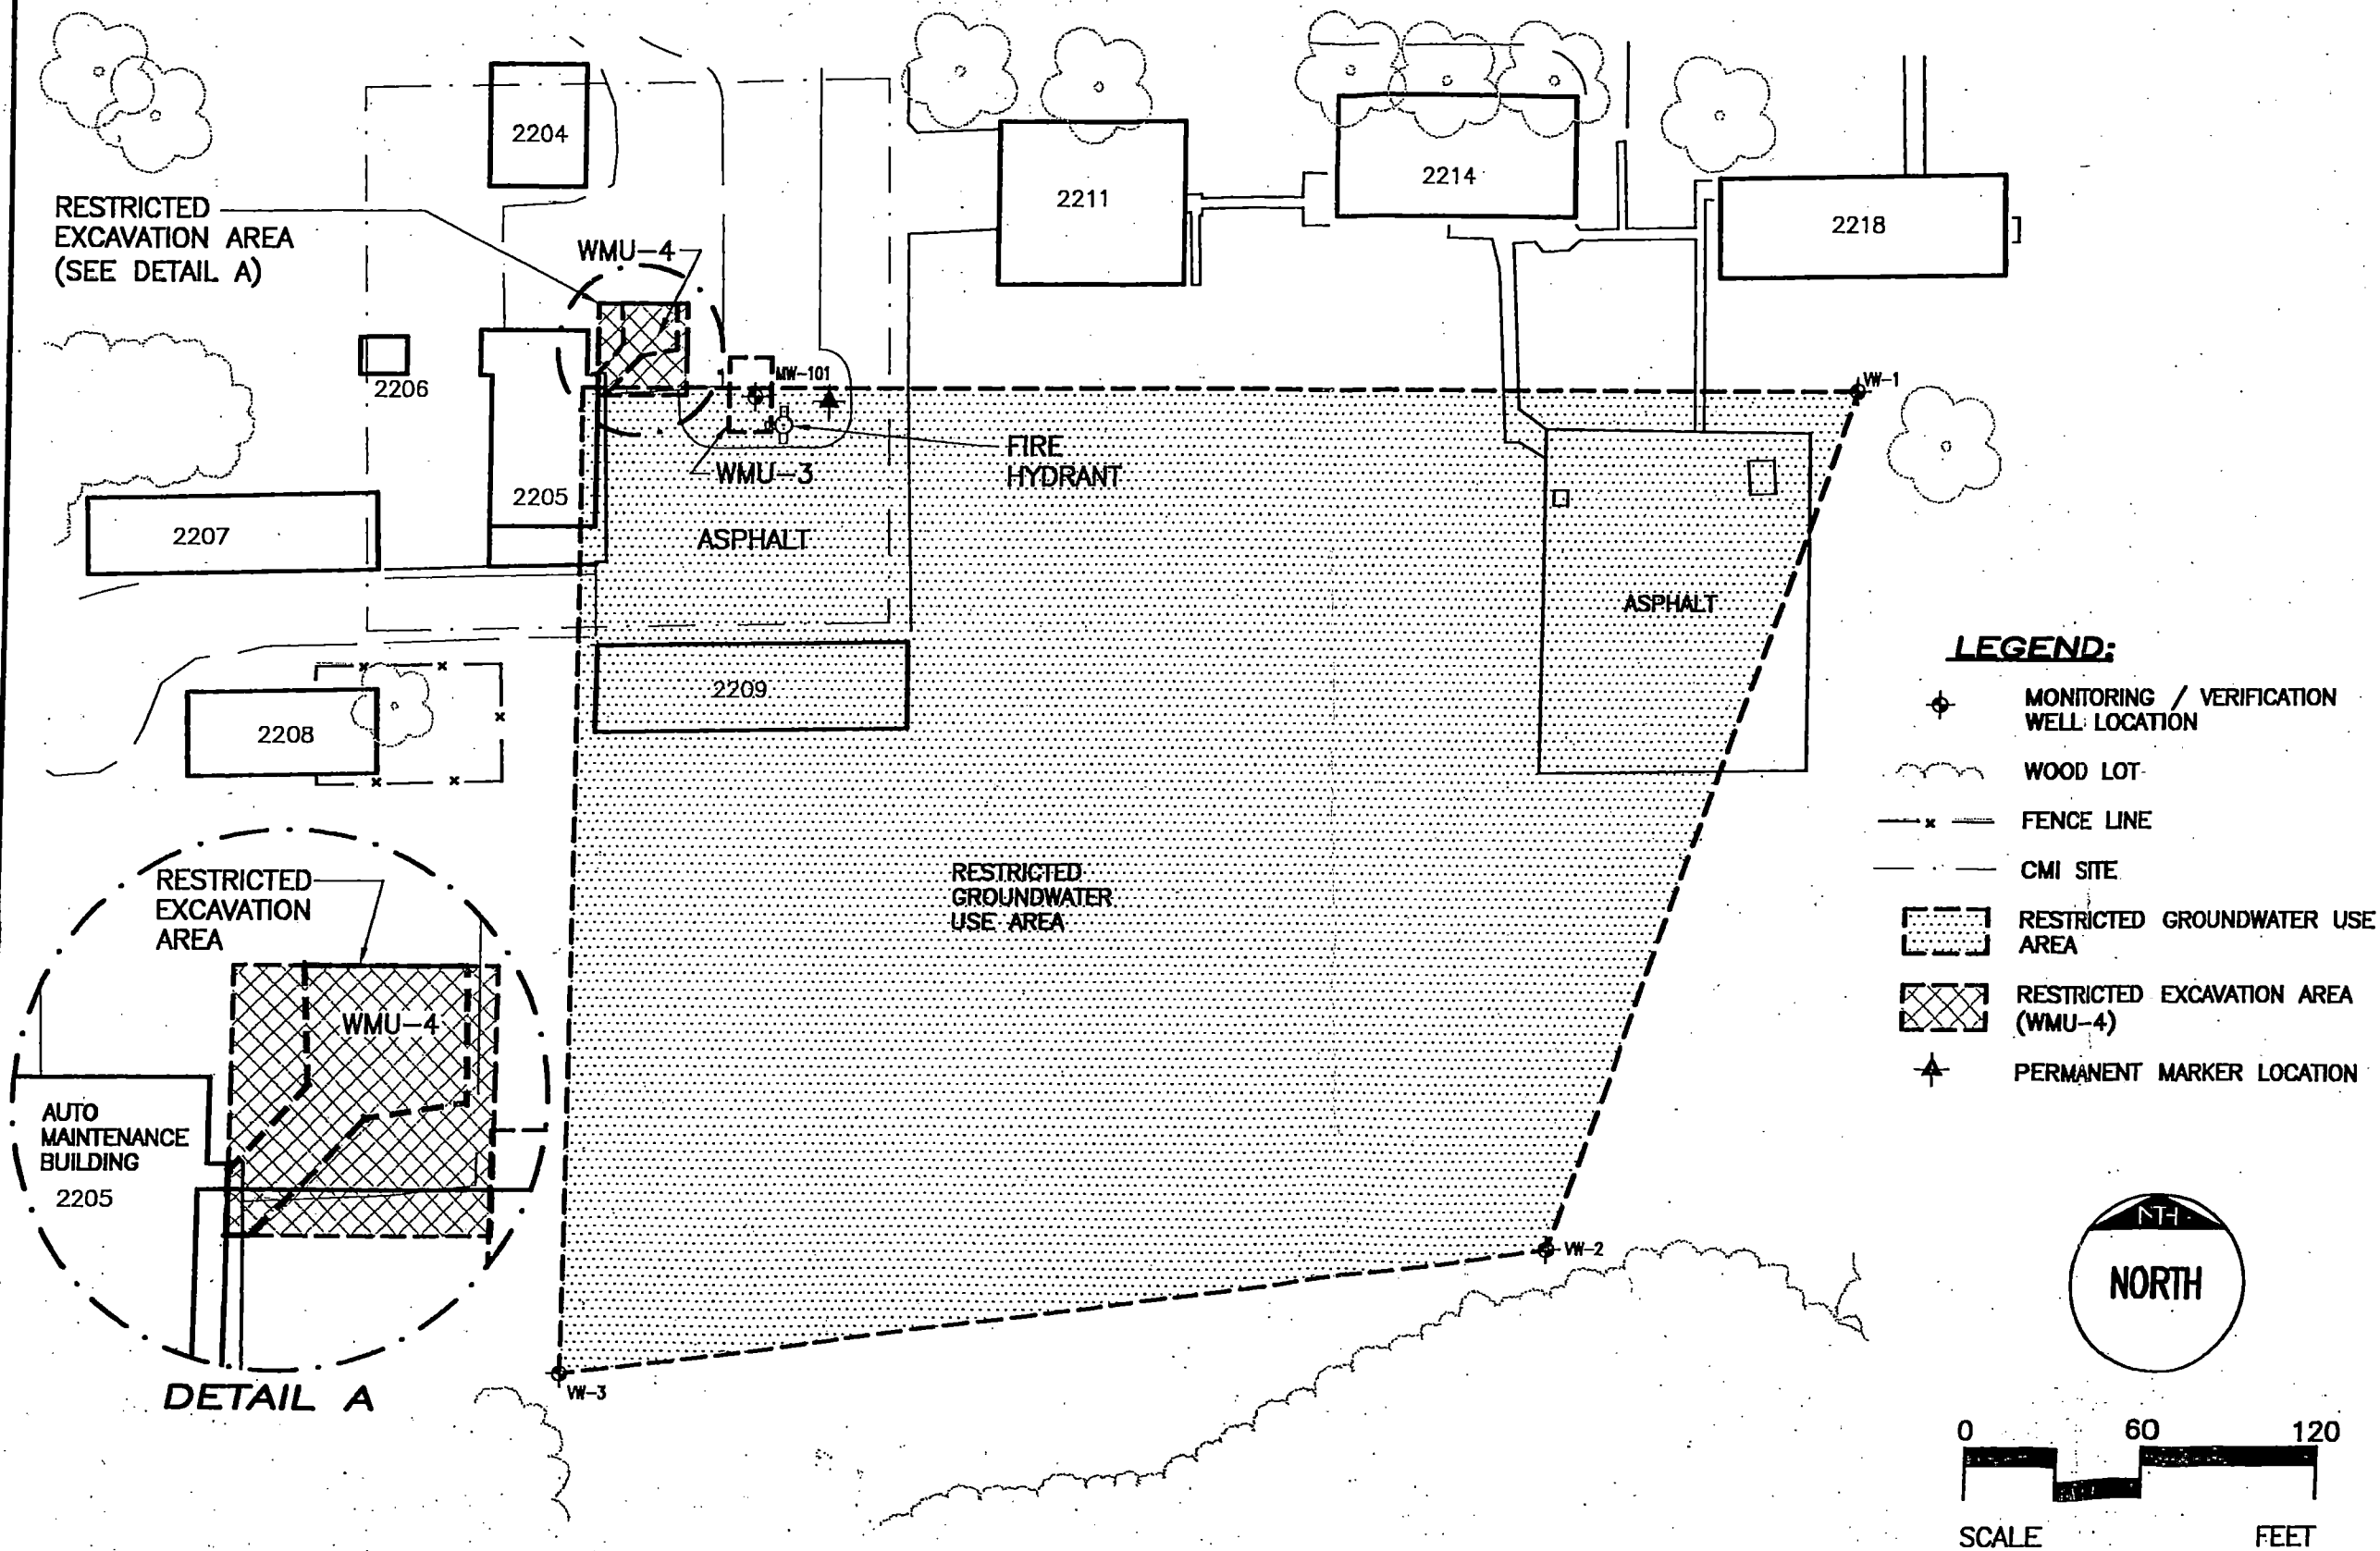 2204
2211
2214
2218
RESTRICTED
EXCAVATION AREA
(SEE DETAIL A)
WMU-4
2206
MW-101
VW-1
FIRE
HYDRANT
WMU-3
2205
2207
ASPHALT
ASPHALT
2209
2208
RESTRICTED
GROUNDWATER
USE AREA
RESTRICTED
EXCAVATION
AREA
WMU-4
AUTO
MAINTENANCE
BUILDING
2205
DETAIL A
VW-2
VW-3
LEGEND:
MONITORING / VERIFICATION
WELL LOCATION
WOOD LOT
FENCE LINE
CMI SITE
RESTRICTED GROUNDWATER USE
AREA
RESTRICTED EXCAVATION AREA
(WMU-4)
PERMANENT MARKER LOCATION
NORTH
0 60 120
SCALE FEET